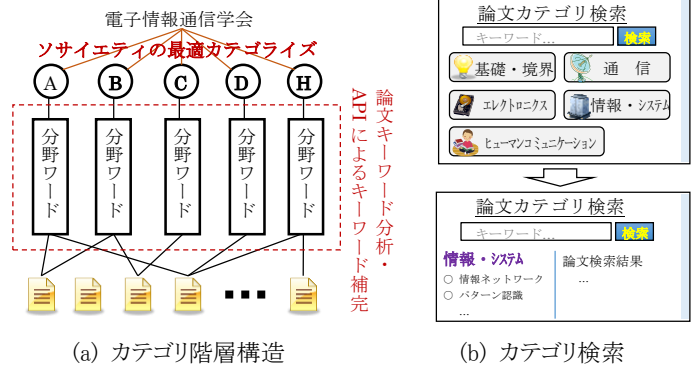 電子情報通信学会
ソサイエティの最適カテゴライズ
A B C D H
分野ワード 分野ワード 分野ワード 分野ワード 分野ワード
論文キーワード分析・
APIによるキーワード補完
(a) カテゴリ階層構造
論文カテゴリ検索
キーワード… 検索
基礎・境界 通 信
エレクトロニクス 情報・システム
ヒューマンコミュニケーション
論文カテゴリ検索
キーワード… 検索
情報・システム 論文検索結果
○ 情報ネットワーク …
○ パターン認識
…
(b) カテゴリ検索